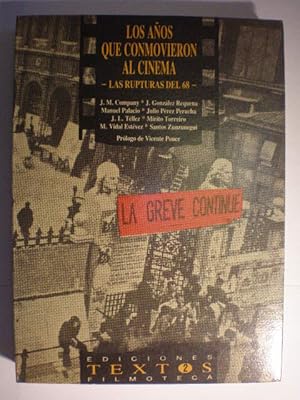 LOS AÑOS
QUE CONMOVIERON
AL CINEMA
- LAS RUPTURAS DEL 68 -
J. M. Company * J. González Requena
Manuel Palacio * Julio Pérez Perucha
J. L. Téllez * Mirito Torreiro
M. Vidal Estévez * Santos Zunzunegui
Prólogo de Vicente Ponce
LA GREVE CONTINUE
EDICIONES
TEXTOS
2
FILMOTECA